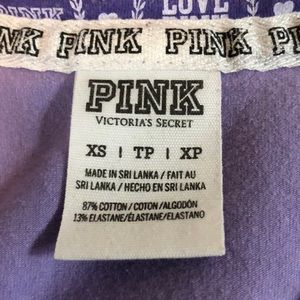 LOVE
PINK PINK PINK PINK
PINK
VICTORIA'S SECRET
XS | TP | XP
MADE IN SRI LANKA / FAIT AU
SRI LANKA / HECHO EN SRI LANKA
87% COTTON / COTON / ALGODÓN
13% ELASTANE/ÉLASTANE/ELASTANO